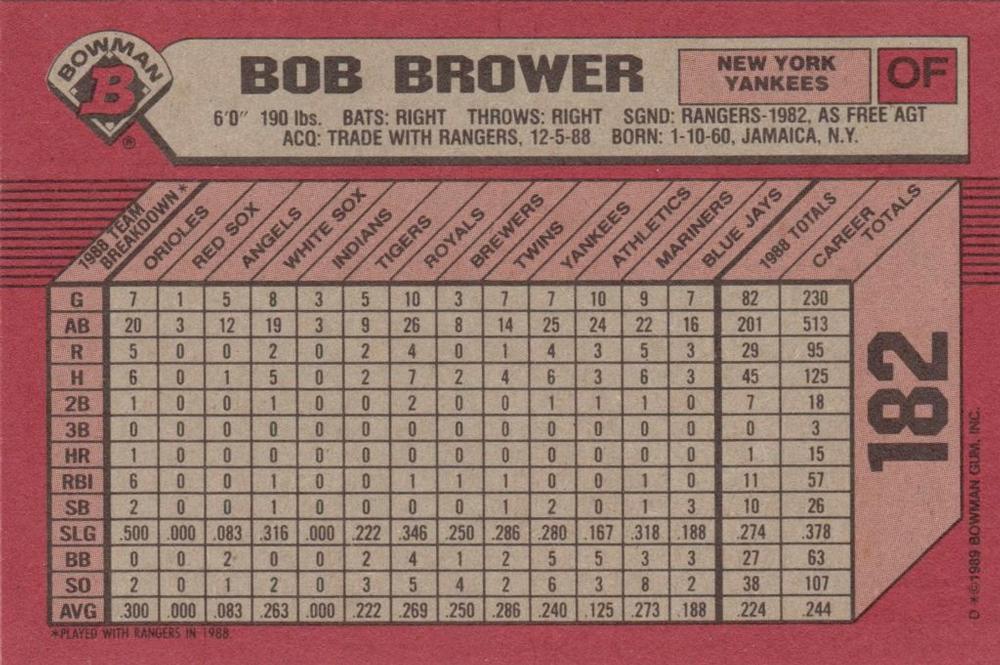 BOWMAN
B
®
BOB BROWER
NEW YORK
YANKEES
OF
6'0" 190 lbs. BATS: RIGHT THROWS: RIGHT SGND: RANGERS-1982, AS FREE AGT
ACQ: TRADE WITH RANGERS, 12-5-88 BORN: 1-10-60, JAMAICA, N.Y.
1988 TEAM BREAKDOWN* ORIOLES RED SOX ANGELS WHITE SOX INDIANS TIGERS ROYALS BREWERS TWINS YANKEES ATHLETICS MARINERS BLUE JAYS 1988 TOTALS CAREER TOTALS
G 7 1 5 8 3 5 10 3 7 7 10 9 7 82 230
AB 20 3 12 19 3 9 26 8 14 25 24 22 16 201 513
R 5 0 0 2 0 2 4 0 1 4 3 5 3 29 95
H 6 0 1 5 0 2 7 2 4 6 3 6 3 45 125
2B 1 0 0 1 0 0 2 0 0 1 1 1 0 7 18
3B 0 0 0 0 0 0 0 0 0 0 0 0 0 0 3
HR 1 0 0 0 0 0 0 0 0 0 0 0 0 1 15
RBI 6 0 0 1 0 1 1 1 0 0 1 0 11 57
SB 2 0 0 0 0 0 0 0 1 2 0 1 3 10 26
SLG .500 .000 .083 .316 .000 .222 .346 .250 .286 .280 .167 .318 .188 .274 .378
BB 0 0 2 0 0 2 4 1 2 5 5 3 3 27 63
SO 2 0 1 2 0 3 5 4 2 6 3 8 2 38 107
AVG .300 .000 .083 .263 .000 .222 .269 .250 .286 .240 .125 .273 .188 .224 .244
*PLAYED WITH RANGERS IN 1988.
182
D *©1989 BOWMAN GUM, INC.